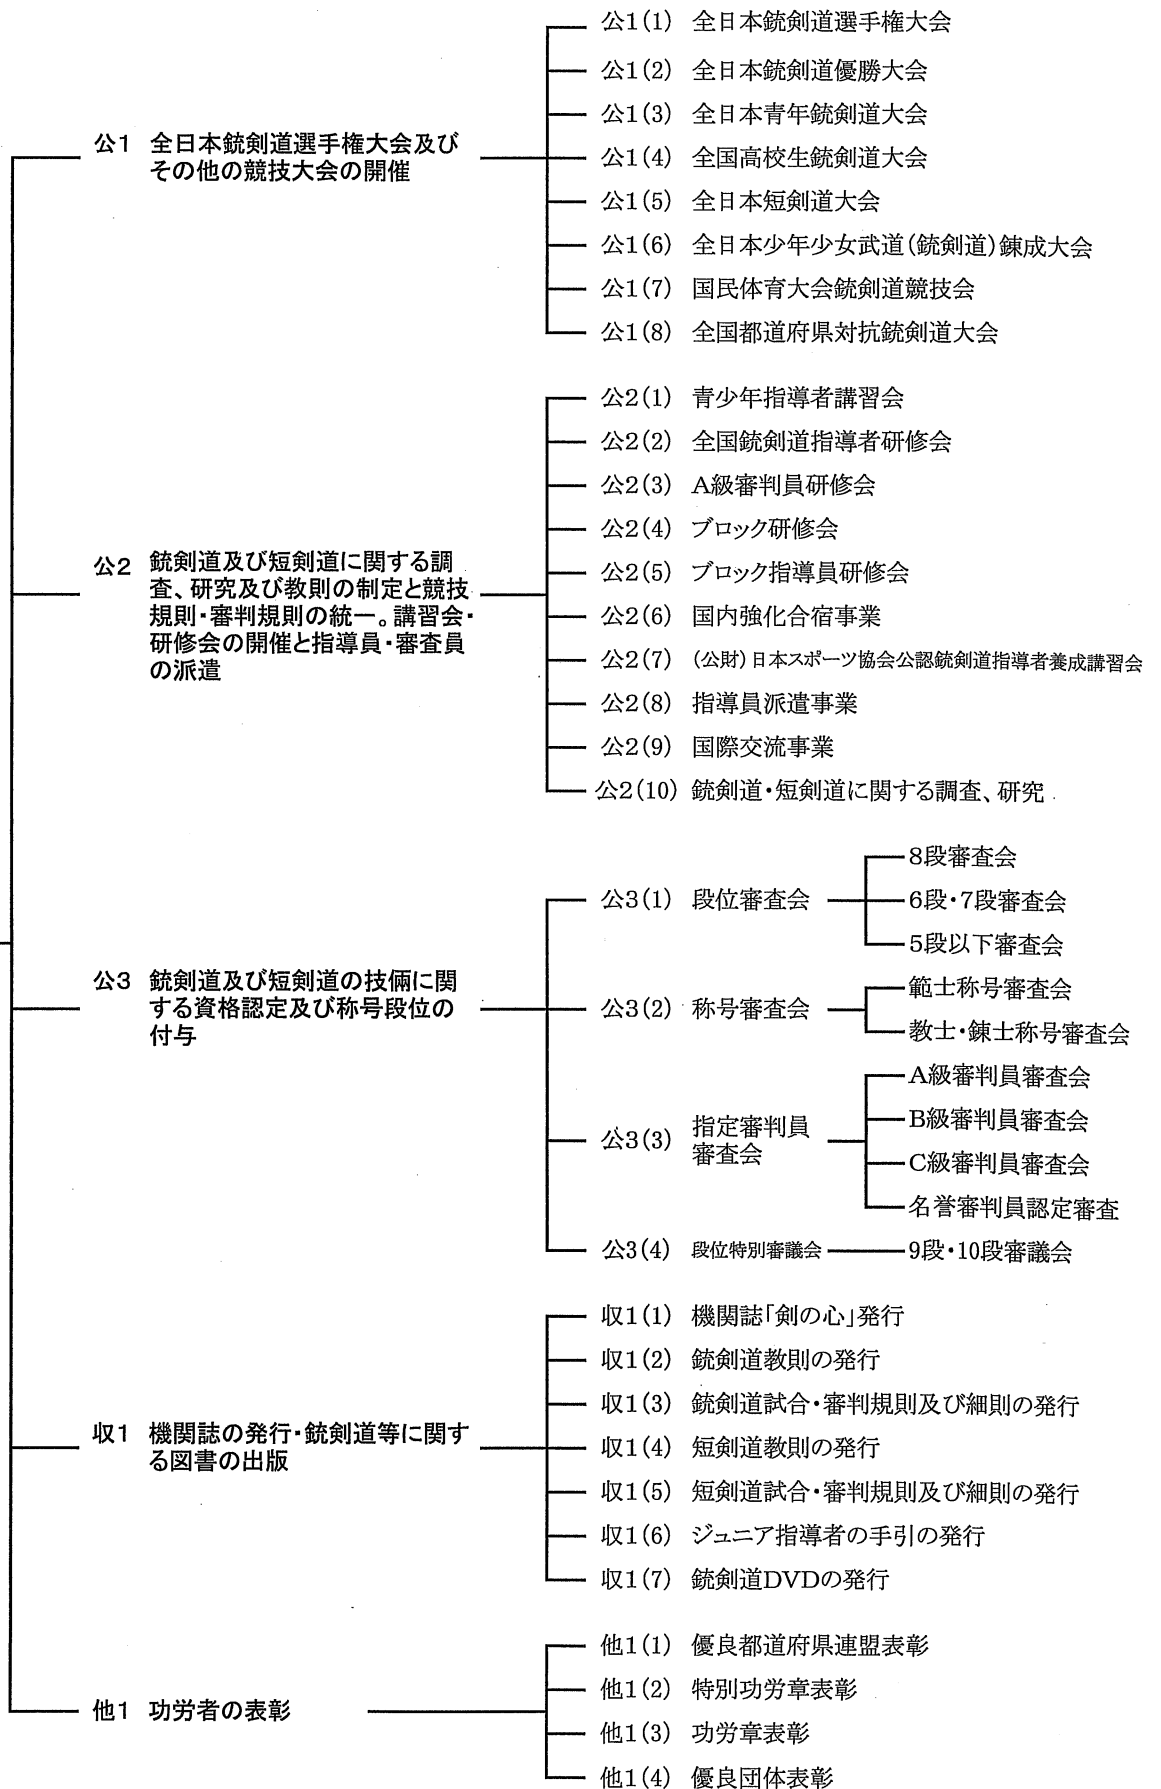 公1 全日本銃剣道選手権大会及び
その他の競技大会の開催
公1(1) 全日本銃剣道選手権大会
公1(2) 全日本銃剣道優勝大会
公1(3) 全日本青年銃剣道大会
公1(4) 全国高校生銃剣道大会
公1(5) 全日本短剣道大会
公1(6) 全日本少年少女武道(銃剣道)錬成大会
公1(7) 国民体育大会銃剣道競技会
公1(8) 全国都道府県対抗銃剣道大会
公2 銃剣道及び短剣道に関する調
査、研究及び教則の制定と競技
規則・審判規則の統一。講習会・
研修会の開催と指導員・審査員
の派遣
公2(1) 青少年指導者講習会
公2(2) 全国銃剣道指導者研修会
公2(3) A級審判員研修会
公2(4) ブロック研修会
公2(5) ブロック指導員研修会
公2(6) 国内強化合宿事業
公2(7) (公財)日本スポーツ協会公認銃剣道指導者養成講習会
公2(8) 指導員派遣事業
公2(9) 国際交流事業
公2(10) 銃剣道・短剣道に関する調査、研究
公3 銃剣道及び短剣道の技倆に関
する資格認定及び称号段位の
付与
公3(1) 段位審査会
8段審査会
6段・7段審査会
5段以下審査会
公3(2) 称号審査会
範士称号審査会
教士・錬士称号審査会
公3(3) 指定審判員
審査会
A級審判員審査会
B級審判員審査会
C級審判員審査会
名誉審判員認定審査
公3(4) 段位特別審議会
9段・10段審議会
収1 機関誌の発行・銃剣道等に関す
る図書の出版
収1(1) 機関誌「剣の心」発行
収1(2) 銃剣道教則の発行
収1(3) 銃剣道試合・審判規則及び細則の発行
収1(4) 短剣道教則の発行
収1(5) 短剣道試合・審判規則及び細則の発行
収1(6) ジュニア指導者の手引の発行
収1(7) 銃剣道DVDの発行
他1 功労者の表彰
他1(1) 優良都道府県連盟表彰
他1(2) 特別功労章表彰
他1(3) 功労章表彰
他1(4) 優良団体表彰